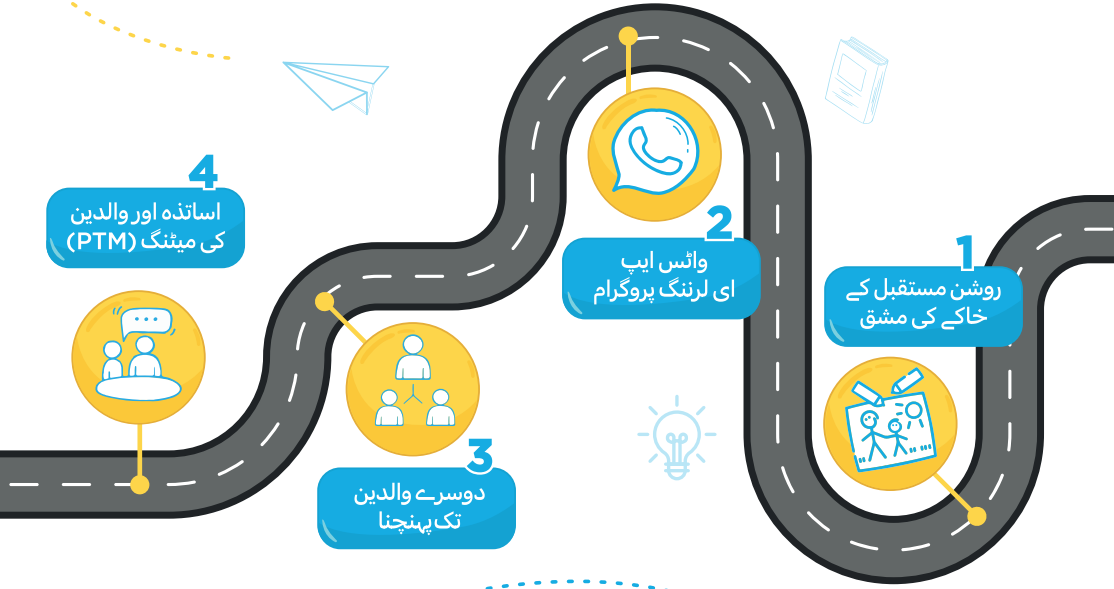 1
روشن مستقبل کے
خاکے کی مشق
2
واٹس ایپ
ای لرننگ پروگرام
3
دوسرے والدین
تک پہنچنا
4
اساتذہ اور والدین
کی میٹنگ (PTM)